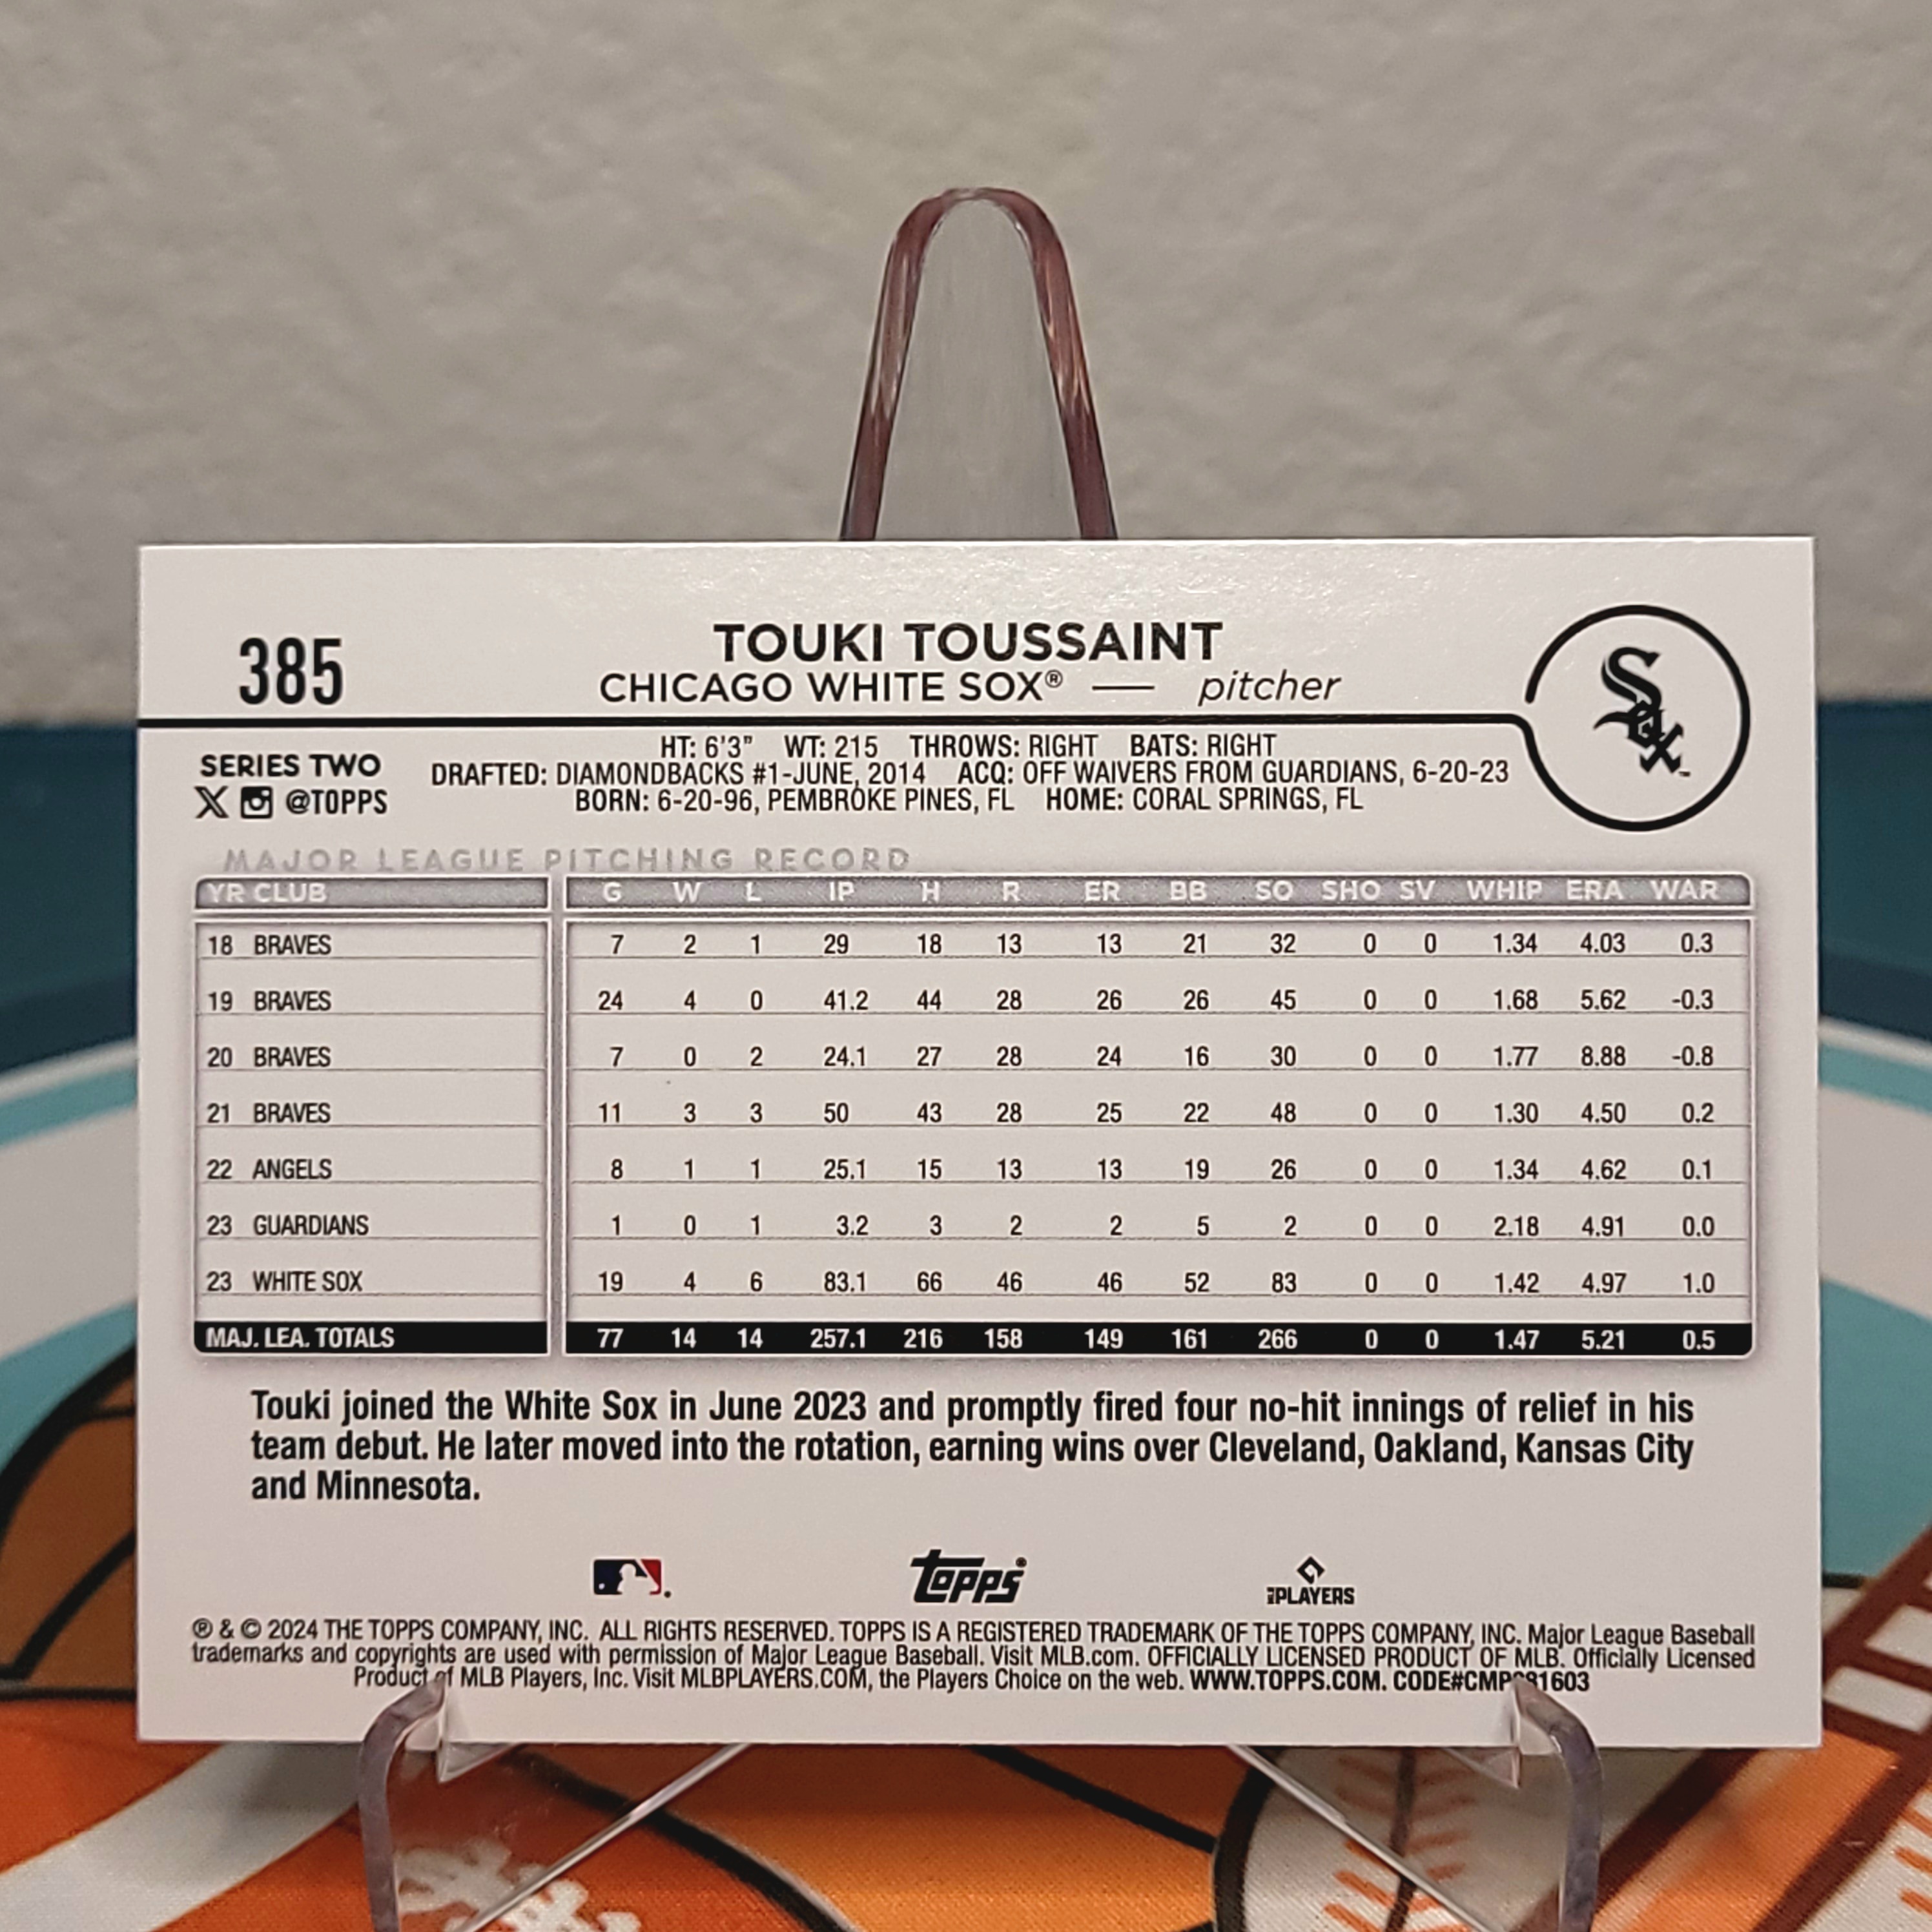 385
TOUKI TOUSSAINT
CHICAGO WHITE SOX® — pitcher
Sox™
SERIES TWO
X @TOPPS
HT: 6'3" WT: 215 THROWS: RIGHT BATS: RIGHT
DRAFTED: DIAMONDBACKS #1-JUNE, 2014 ACQ: OFF WAIVERS FROM GUARDIANS, 6-20-23
BORN: 6-20-96, PEMBROKE PINES, FL HOME: CORAL SPRINGS, FL
MAJOR LEAGUE PITCHING RECORD
YR CLUB G W L IP H R ER BB SO SHO SV WHIP ERA WAR
18 BRAVES 7 2 1 29 18 13 13 21 32 0 0 1.34 4.03 0.3
19 BRAVES 24 4 0 41.2 44 28 26 26 45 0 0 1.68 5.62 -0.3
20 BRAVES 7 0 2 24.1 27 28 24 16 30 0 0 1.77 8.88 -0.8
21 BRAVES 11 3 3 50 43 28 25 22 48 0 0 1.30 4.50 0.2
22 ANGELS 8 1 1 25.1 15 13 13 19 26 0 0 1.34 4.62 0.1
23 GUARDIANS 1 0 1 3.2 3 2 2 5 2 0 0 2.18 4.91 0.0
23 WHITE SOX 19 4 6 83.1 66 46 46 52 83 0 0 1.42 4.97 1.0
MAJ. LEA. TOTALS 77 14 14 257.1 216 158 149 161 266 0 0 1.47 5.21 0.5
Touki joined the White Sox in June 2023 and promptly fired four no-hit innings of relief in his
team debut. He later moved into the rotation, earning wins over Cleveland, Oakland, Kansas City
and Minnesota.
topps®
PLAYERS
® & © 2024 THE TOPPS COMPANY, INC. ALL RIGHTS RESERVED. TOPPS IS A REGISTERED TRADEMARK OF THE TOPPS COMPANY, INC. Major League Baseball
trademarks and copyrights are used with permission of Major League Baseball. Visit MLB.com. OFFICIALLY LICENSED PRODUCT OF MLB. Officially Licensed
Product of MLB Players, Inc. Visit MLBPLAYERS.COM, the Players Choice on the web. WWW.TOPPS.COM.